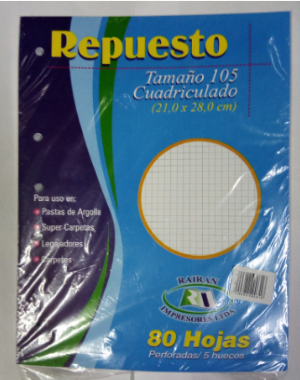 Repuesto
Tamaño 105
Cuadriculado
(21,0 x 28,0 cm)
Para uso en:
Pastas de Argolla
Super Carpetas
Legajadores
Carpetes
RAIRAN
IMPRESORES LTDA
80 Hojas
Perforadas/ 5 huecos